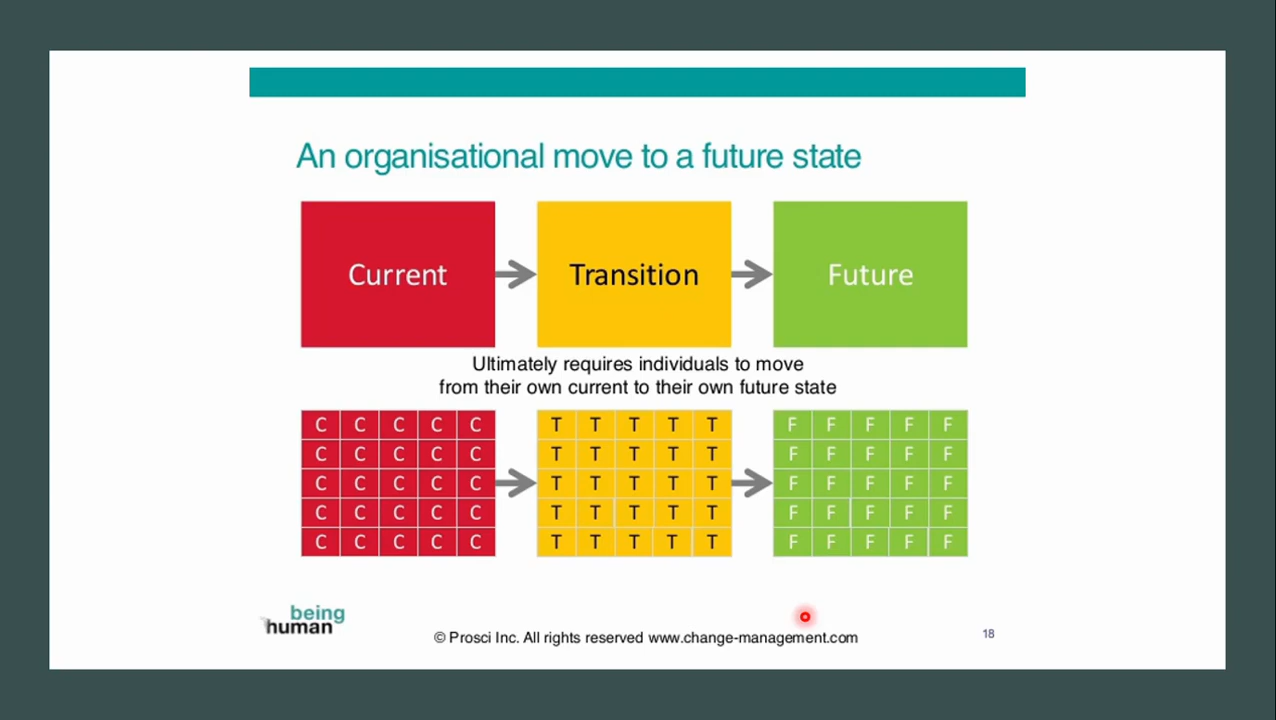 An organisational move to a future state
Current
Transition
Future
Ultimately requires individuals to move
from their own current to their own future state
C C C C C T T T T T F F F F F
C C C C C T T T T T F F F F F
C C C C C T T T T T F F F F F
C C C C C T T T T T F F F F F
C C C C C T T T T T F F F F F
being
human
© Prosci Inc. All rights reserved www.change-management.com
18